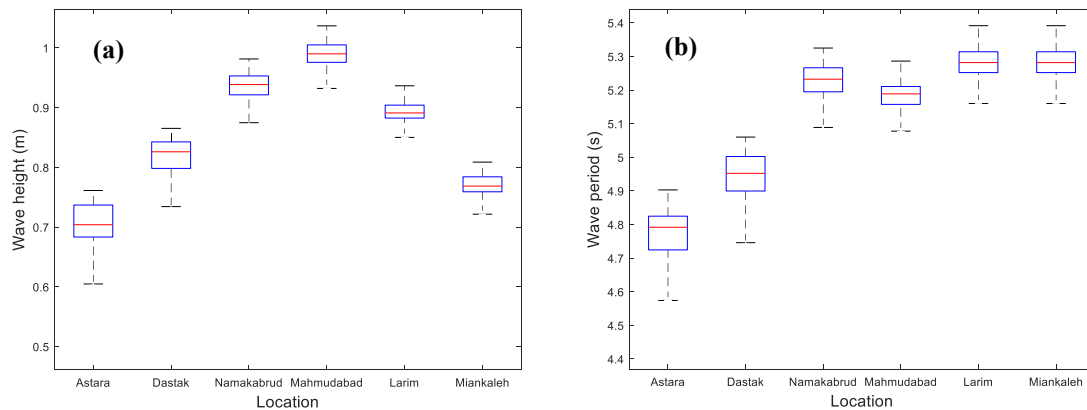 (a)
Wave height (m)
1
0.9
0.8
0.7
0.6
0.5
Astara Dastak Namakabrud Mahmudabad Larim Miankaleh
Location
(b)
Wave period (s)
5.4
5.3
5.2
5.1
5
4.9
4.8
4.7
4.6
4.5
4.4
Astara Dastak Namakabrud Mahmudabad Larim Miankaleh
Location